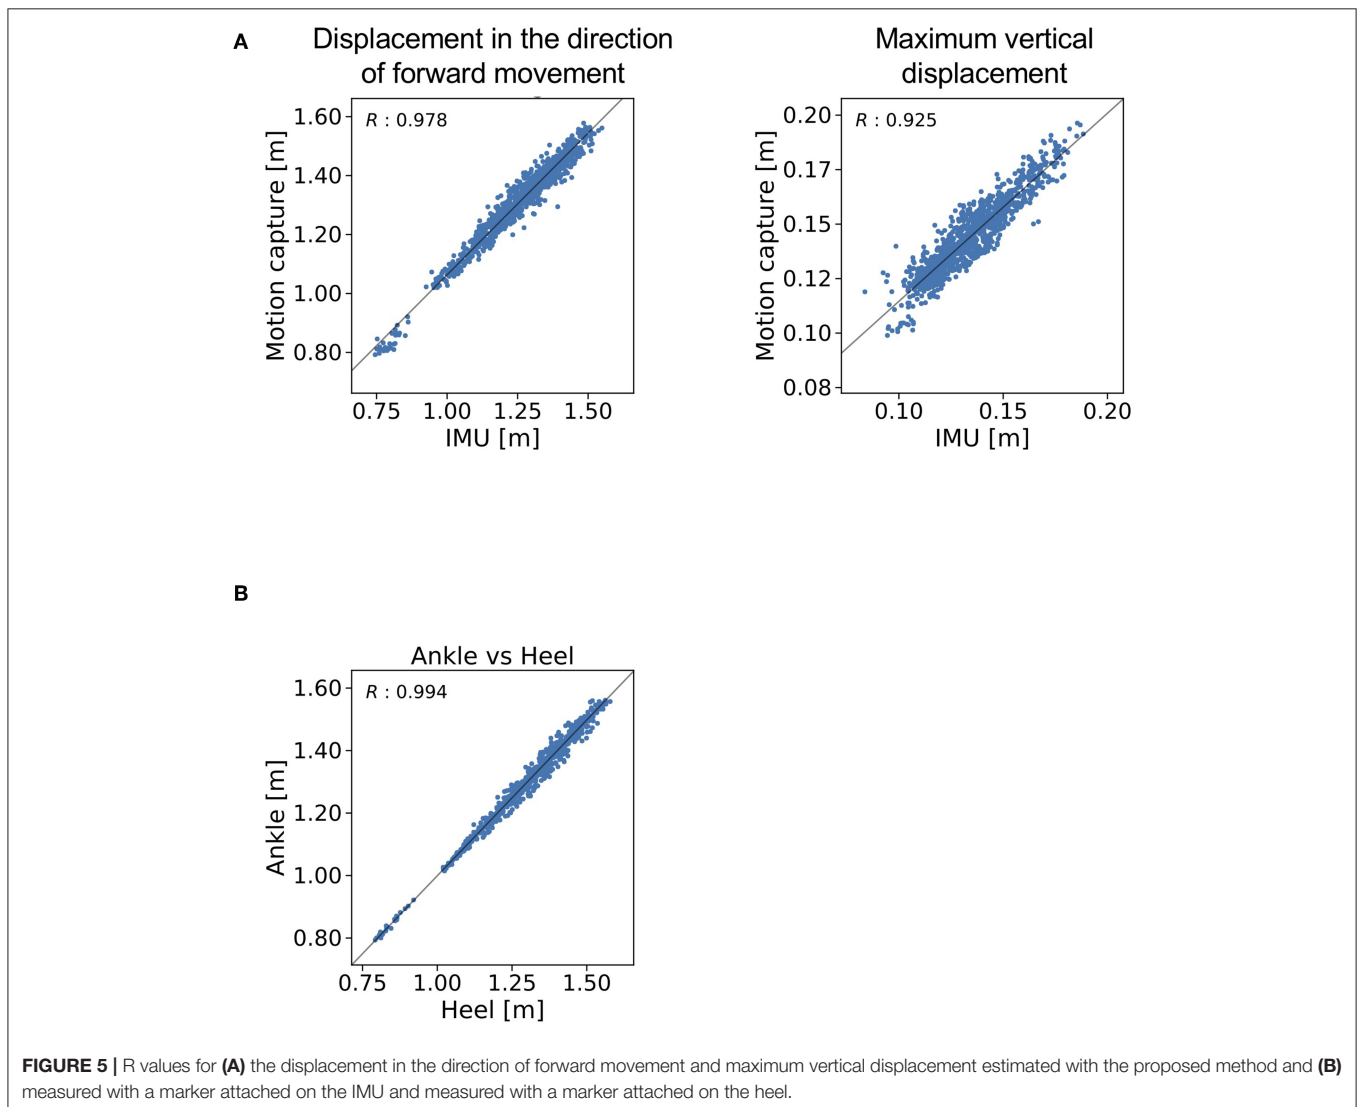 A
Displacement in the direction
of forward movement
R : 0.978
Motion capture [m]
1.60
1.40
1.20
1.00
0.80
0.75 1.00 1.25 1.50
IMU [m]
Maximum vertical
displacement
R : 0.925
Motion capture [m]
0.20
0.17
0.15
0.12
0.10
0.08
0.10 0.15 0.20
IMU [m]
B
Ankle vs Heel
R : 0.994
Ankle [m]
1.60
1.40
1.20
1.00
0.80
0.75 1.00 1.25 1.50
Heel [m]
FIGURE 5 | R values for (A) the displacement in the direction of forward movement and maximum vertical displacement estimated with the proposed method and (B)
measured with a marker attached on the IMU and measured with a marker attached on the heel.